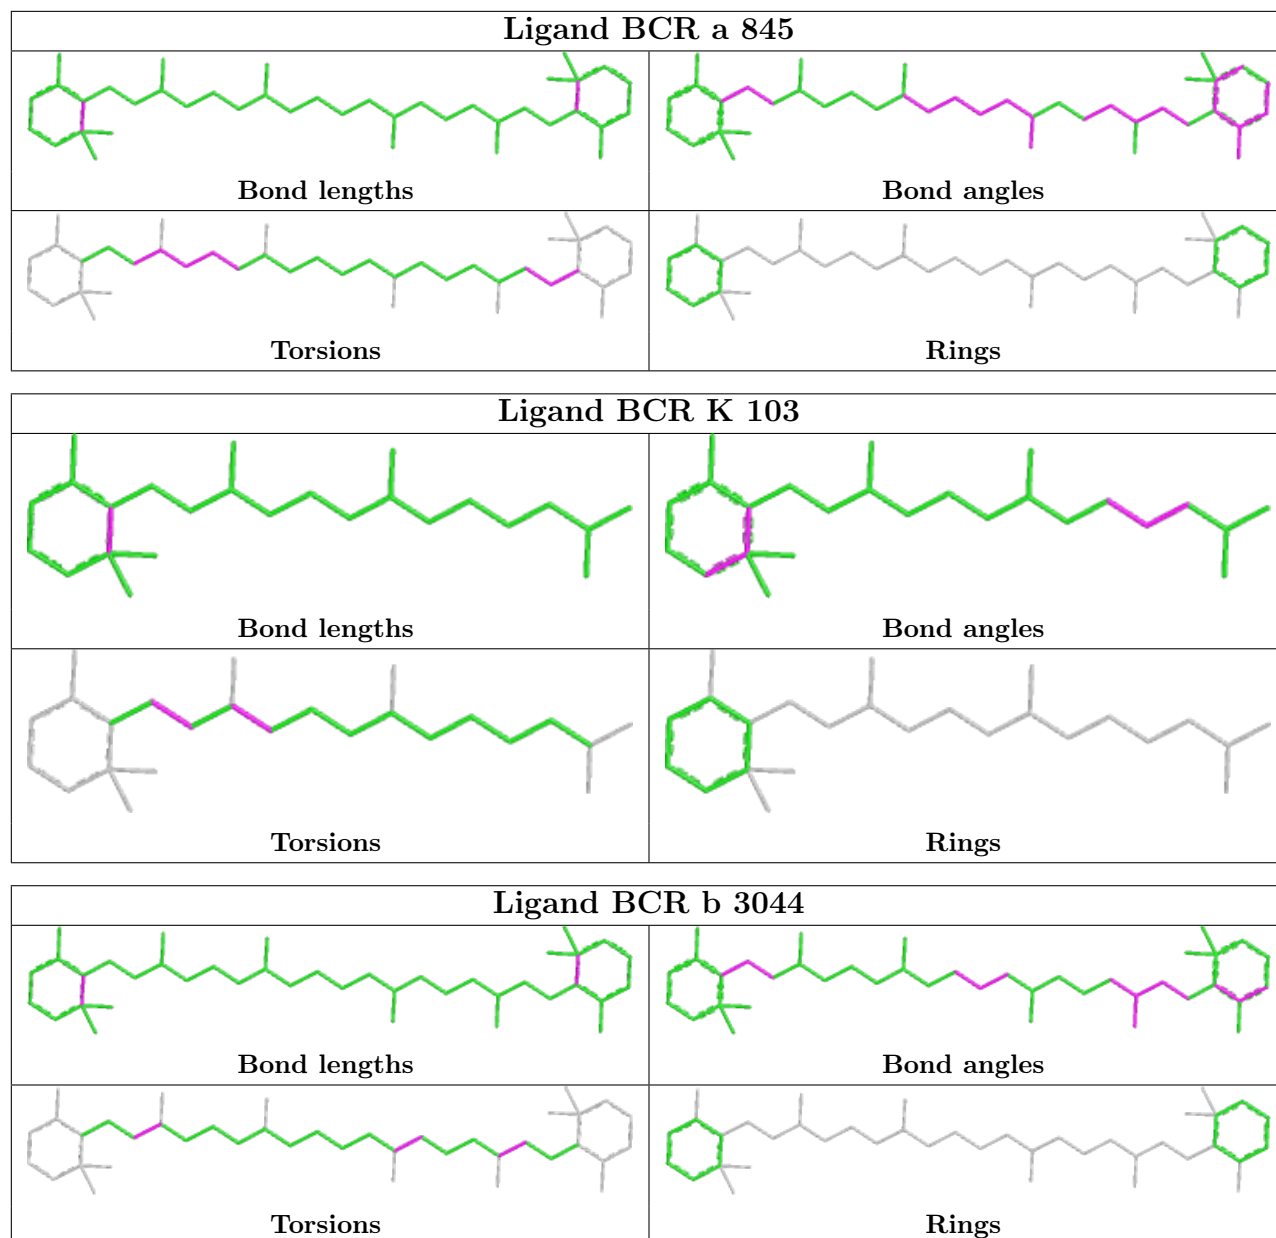 Ligand BCR a 845
Bond lengths
Bond angles
Torsions
Rings
Ligand BCR K 103
Bond lengths
Bond angles
Torsions
Rings
Ligand BCR b 3044
Bond lengths
Bond angles
Torsions
Rings